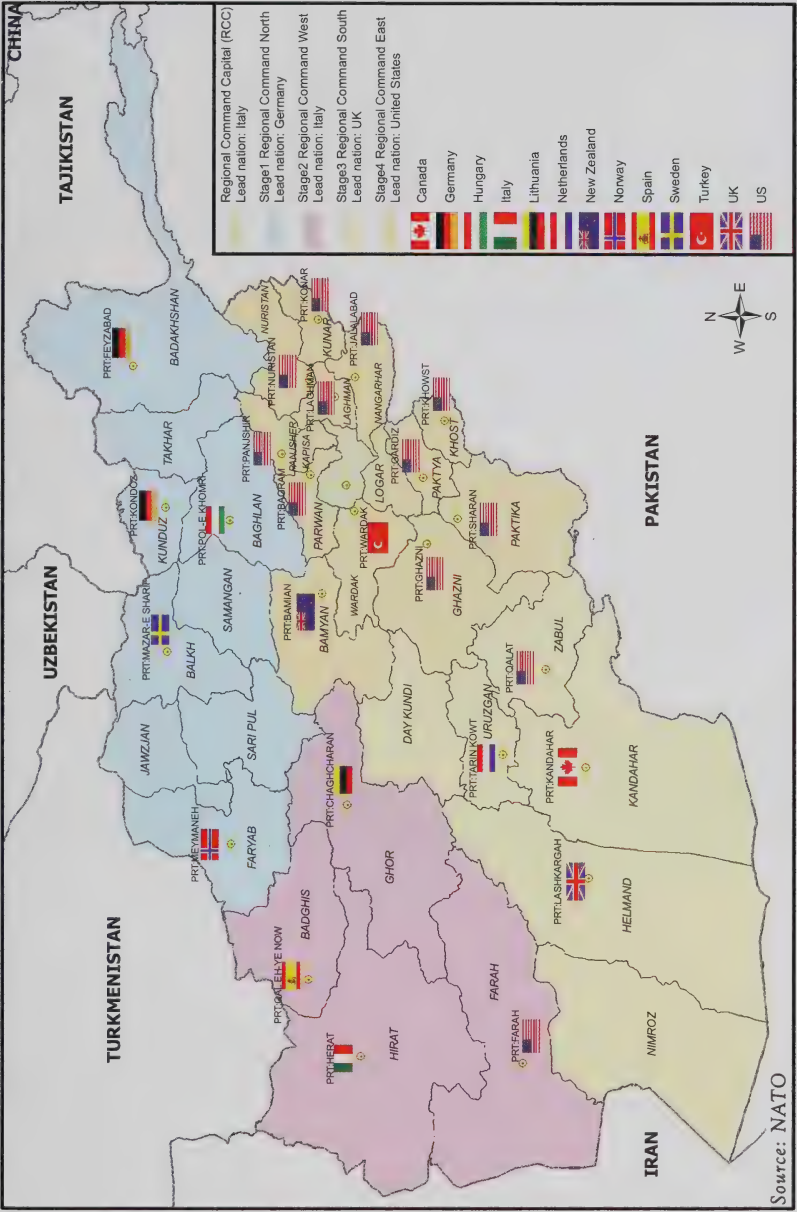 CHINA
TAJIKISTAN
UZBEKISTAN
TURKMENISTAN
PAKISTAN
IRAN
PRT:FEYZABAD
BADAKHSHAN
TAKHAR
PRT:KONDOZ
KUNDUZ
PRT:POL-E KHOMRI
BAGHLAN
PRT:MAZAR-E SHARIF
BALKH
SAMANGAN
JAWZJAN
SARI PUL
PRT:MEYMANEH
FARYAB
NURISTAN
PRT:NURISTAN
PRT:KONAR
KUNAR
PRT:LAGHMAN
LAGHMAN
PRT:JALALABAD
NANGARHAR
PRT:PANJSHIR
PANJSHER
KAPISA
PRT:BAGRAM
PARWAN
PRT:WARDAK
WARDAK
LOGAR
PRT:GARDIZ
PAKTYA
PRT:KHOWST
KHOST
PRT:SHARAN
PAKTIKA
PRT:GHAZNI
GHAZNI
PRT:BAMIAN
BAMYAN
DAY KUNDI
PRT:CHAGHCHARAN
GHOR
PRT:QAL'EH-YE NOW
BADGHIS
PRT:HERAT
HIRAT
FARAH
PRT:FARAH
PRT:TARIN KOWT
URUZGAN
PRT:QALAT
ZABUL
PRT:KANDAHAR
KANDAHAR
PRT:LASHKARGAH
HELMAND
NIMROZ
Regional Command Capital (RCC)
Lead nation: Italy
Stage1 Regional Command North
Lead nation: Germany
Stage2 Regional Command West
Lead nation: Italy
Stage3 Regional Command South
Lead nation: UK
Stage4 Regional Command East
Lead nation: United States
Canada
Germany
Hungary
Italy
Lithuania
Netherlands
New Zealand
Norway
Spain
Sweden
Turkey
UK
US
N
W
E
S
Source: NATO